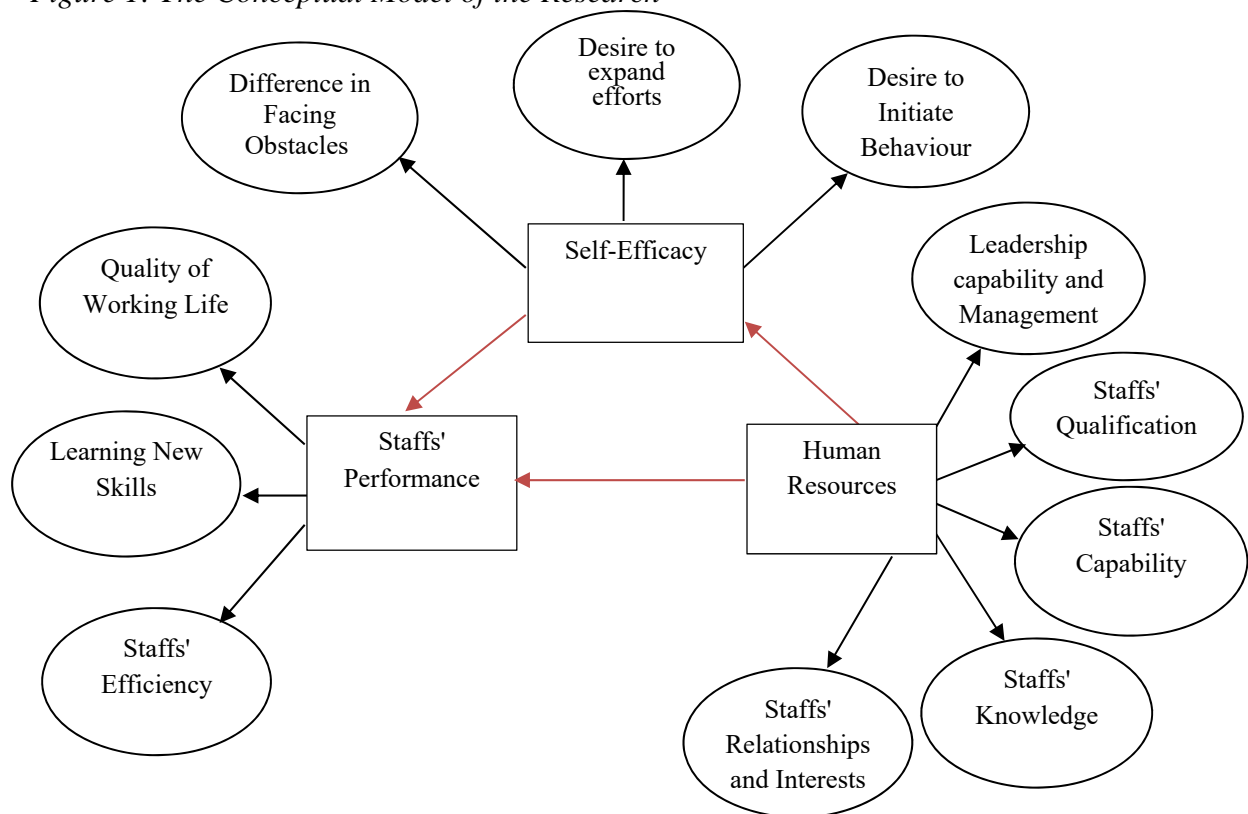 Figure 1: The Conceptual Model of the Research
Desire to
expand
efforts
Difference in
Facing
Obstacles
Desire to
Initiate
Behaviour
Self-Efficacy
Leadership
capability and
Management
Quality of
Working Life
Staffs'
Qualification
Staffs'
Performance
Human
Resources
Learning New
Skills
Staffs'
Capability
Staffs'
Efficiency
Staffs'
Knowledge
Staffs'
Relationships
and Interests